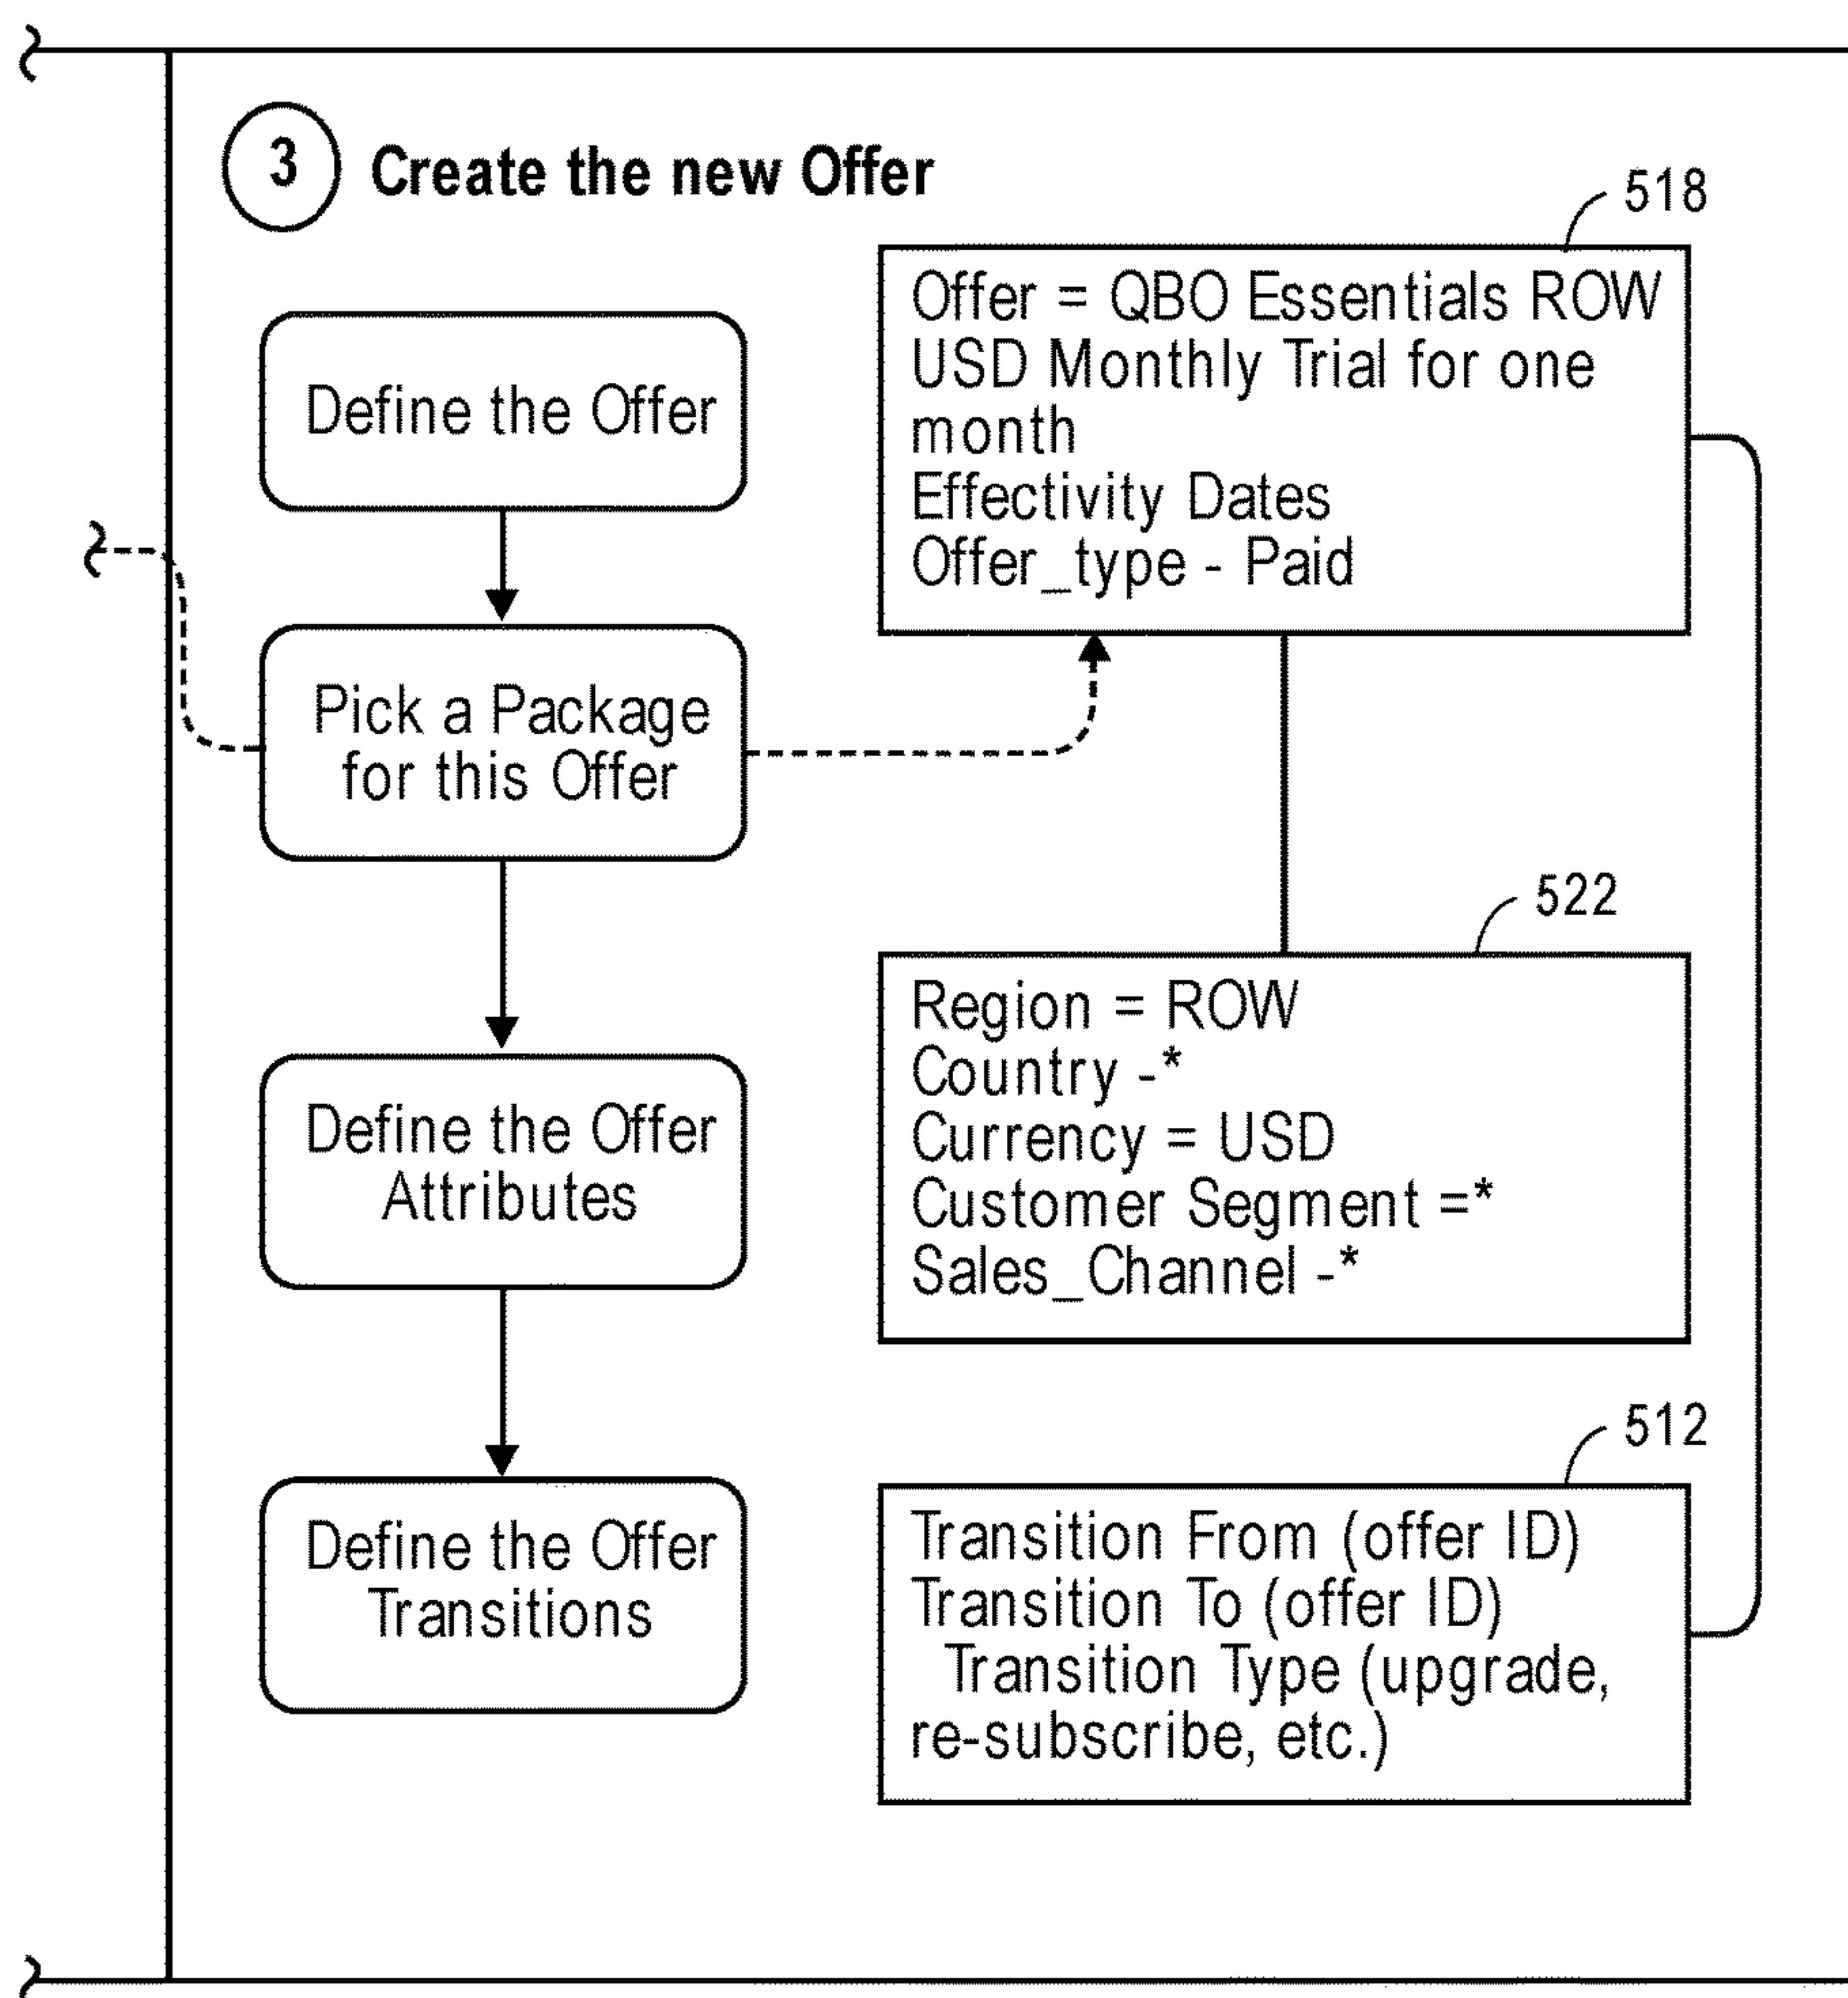 3 Create the new Offer
518
Define the Offer
Offer = QBO Essentials ROW
USD Monthly Trial for one
month
Effectivity Dates
Offer_type - Paid
Pick a Package
for this Offer
522
Region = ROW
Country -*
Currency = USD
Customer Segment =*
Sales_Channel -*
Define the Offer
Attributes
512
Define the Offer
Transitions
Transition From (offer ID)
Transition To (offer ID)
Transition Type (upgrade,
re-subscribe, etc.)